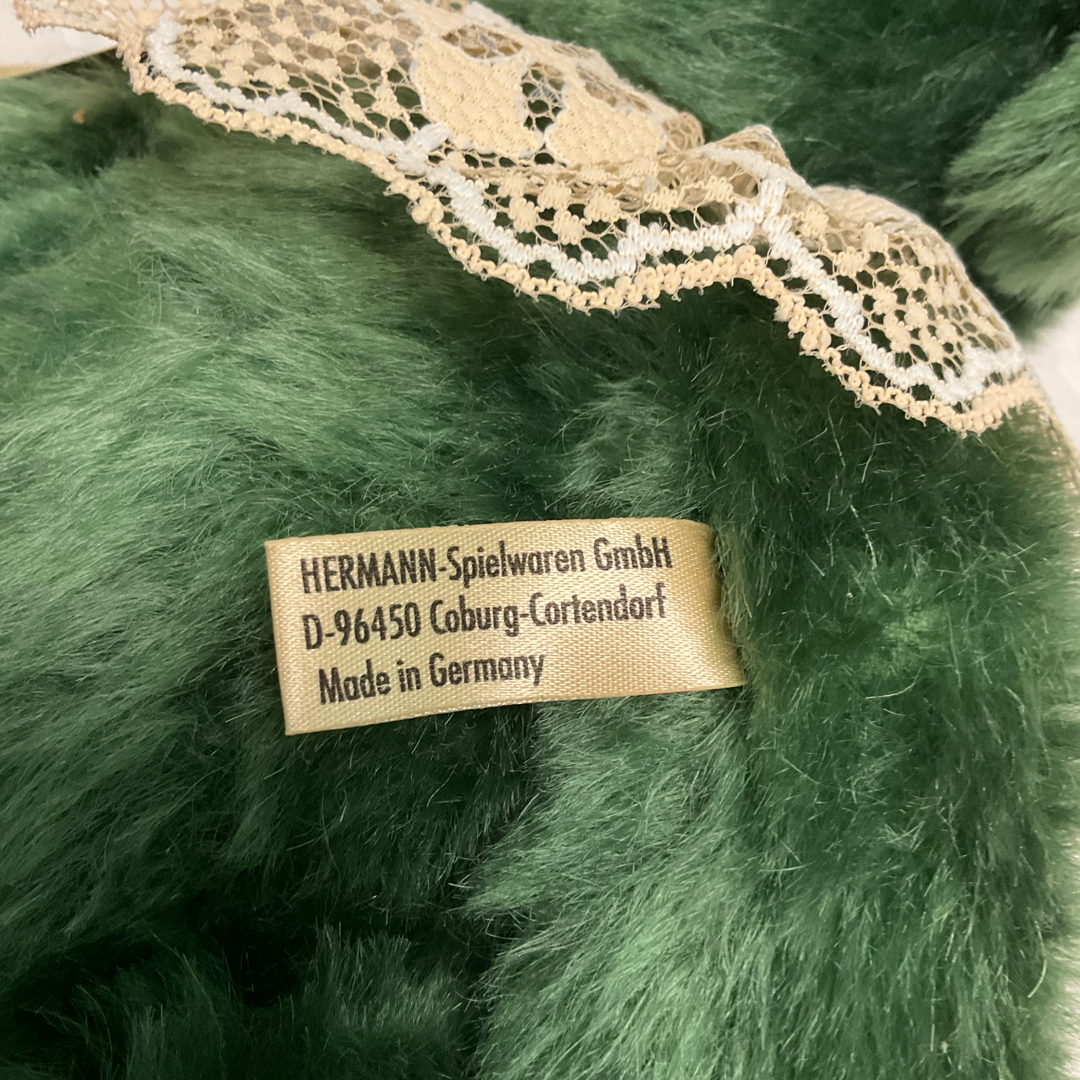 HERMANN-Spielwaren GmbH
D-96450 Coburg-Cortendorf
Made in Germany